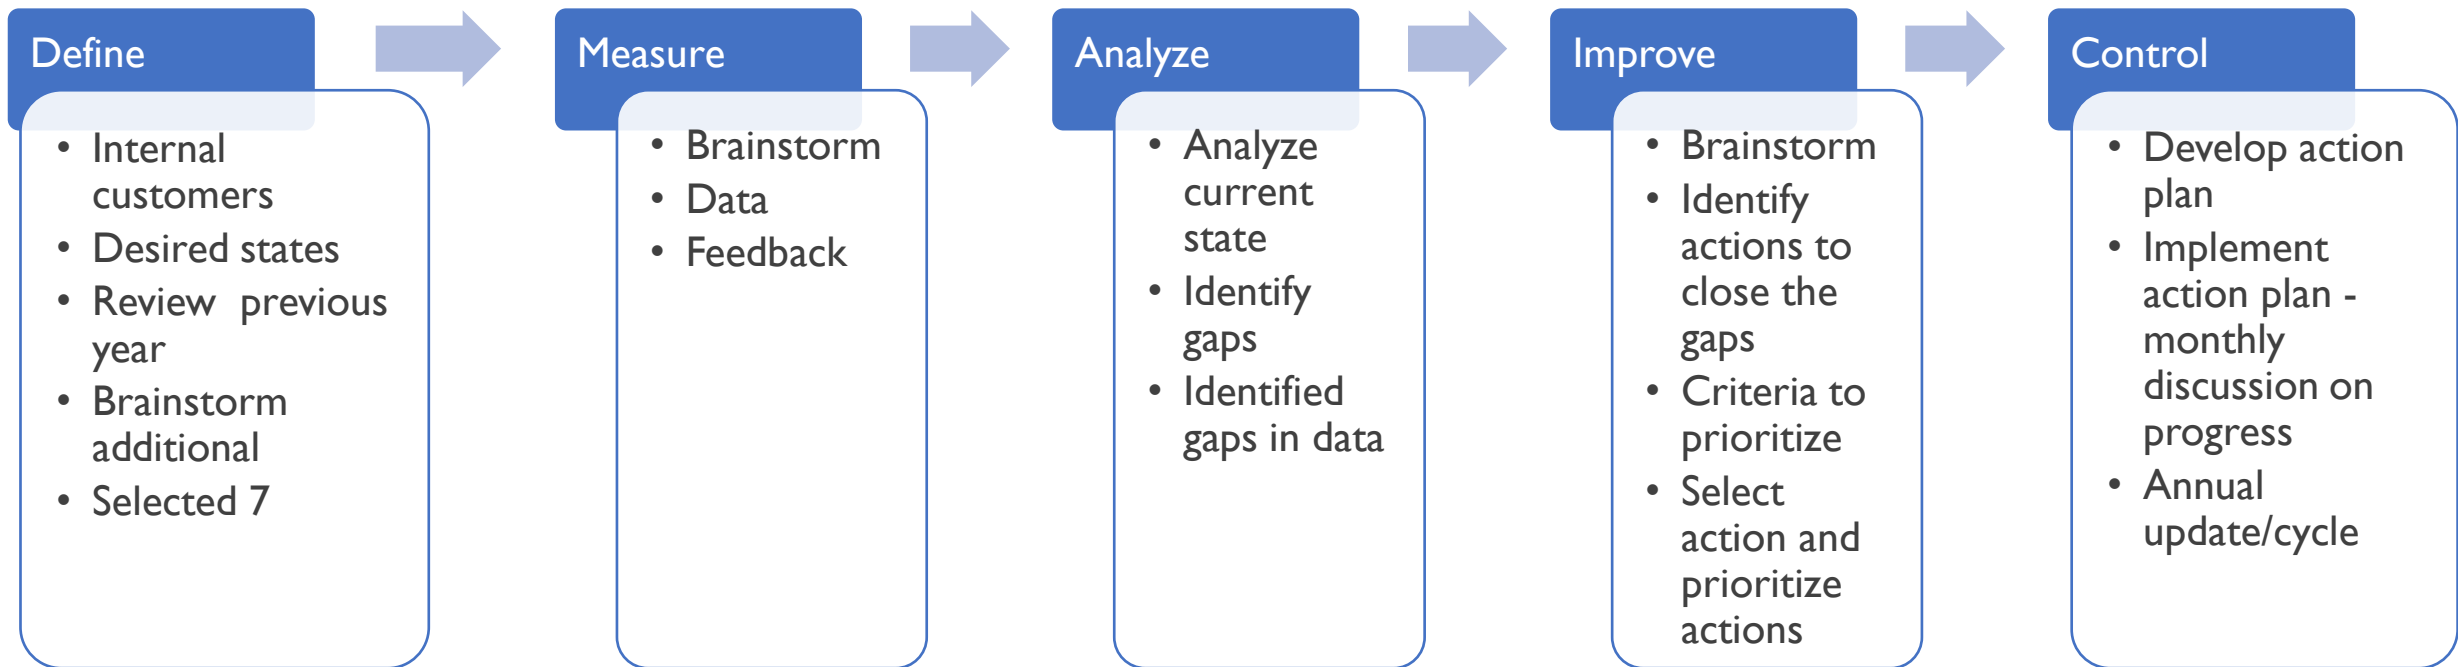 Define
• Internal
customers
• Desired states
• Review  previous
year
• Brainstorm
additional
• Selected 7
Measure
• Brainstorm
• Data
• Feedback
Analyze
• Analyze
current
state
• Identify
gaps
• Identified
gaps in data
Improve
• Brainstorm
• Identify
actions to
close the
gaps
• Criteria to
prioritize
• Select
action and
prioritize
actions
Control
• Develop action
plan
• Implement
action plan -
monthly
discussion on
progress
• Annual
update/cycle